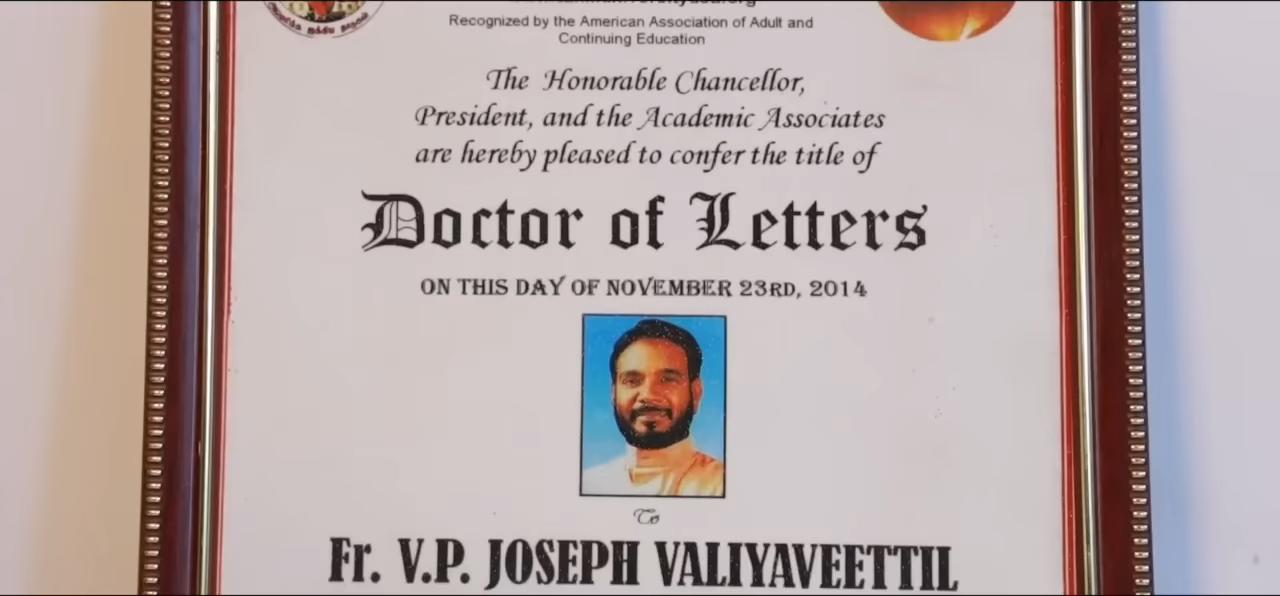 Recognized by the American Association of Adult and
Continuing Education
The Honorable Chancellor,
President, and the Academic Associates
are hereby pleased to confer the title of
Doctor of Letters
ON THIS DAY OF NOVEMBER 23RD, 2014
To
Fr. V.P. JOSEPH VALIYAVEETTIL